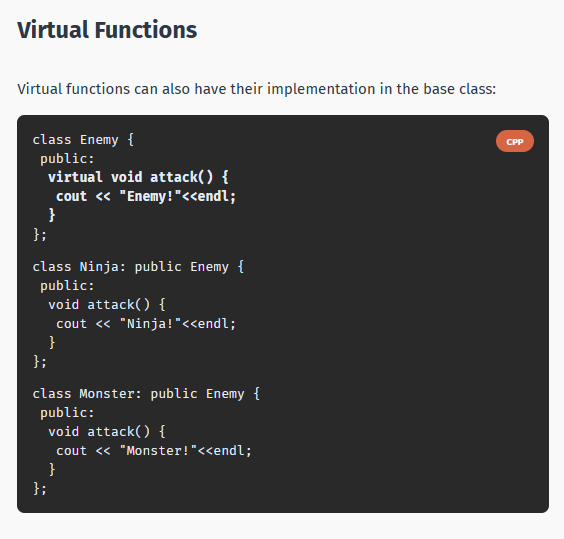 Virtual Functions
Virtual functions can also have their implementation in the base class:
CPP
class Enemy {
 public:
  virtual void attack() {
   cout << "Enemy!"<<endl;
  }
};
class Ninja: public Enemy {
 public:
  void attack() {
   cout << "Ninja!"<<endl;
  }
};
class Monster: public Enemy {
 public:
  void attack() {
   cout << "Monster!"<<endl;
  }
};